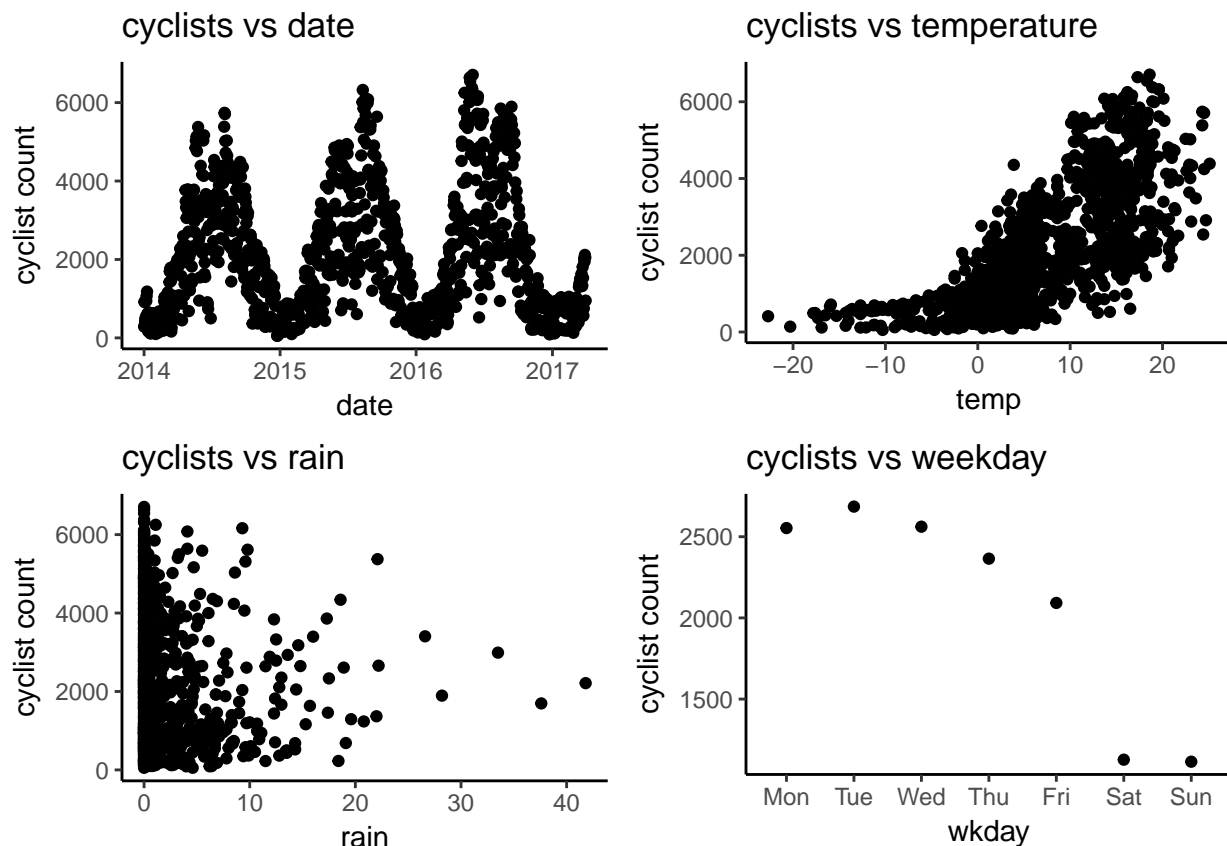 cyclists vs date
cyclist count
6000
4000
2000
0
2014 2015 2016 2017
date
cyclists vs temperature
cyclist count
6000
4000
2000
0
−20 −10 0 10 20
temp
cyclists vs rain
cyclist count
6000
4000
2000
0
0 10 20 30 40
rain
cyclists vs weekday
cyclist count
2500
2000
1500
Mon Tue Wed Thu Fri Sat Sun
wkday